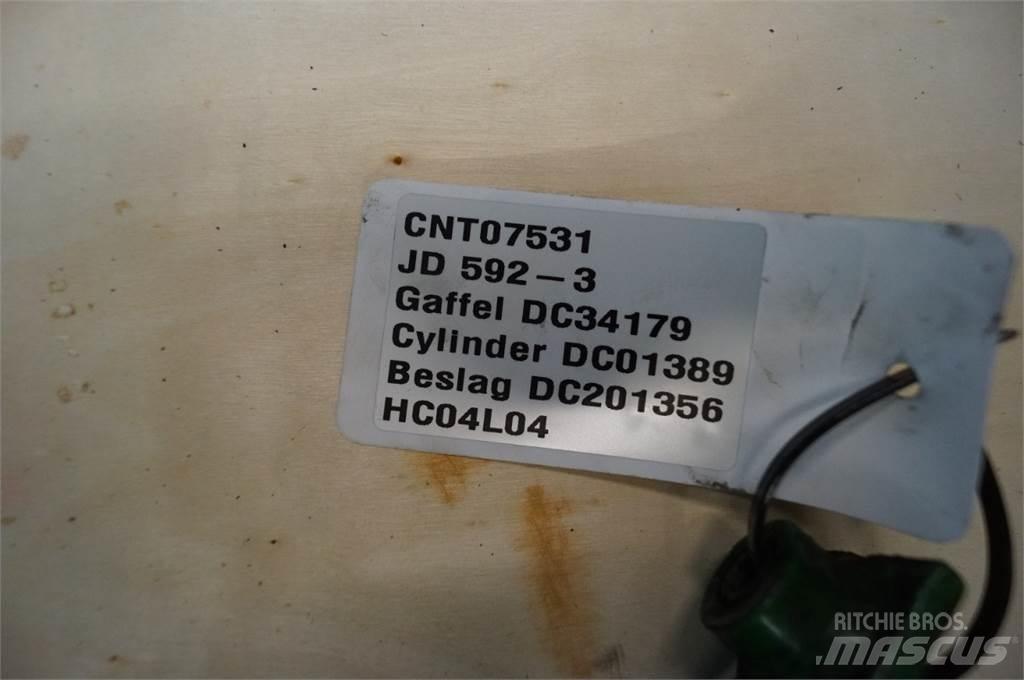 CNT07531
JD 592-3
Gaffel DC34179
Cylinder DC01389
Beslag DC201356
HC04L04
RITCHIE BROS.
MASCUS